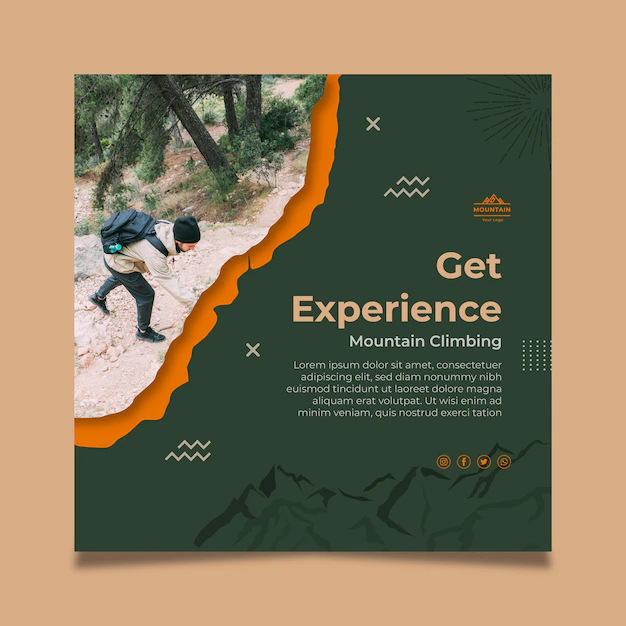 MOUNTAIN
Your Logo
Get
Experience
Mountain Climbing
Lorem ipsum dolor sit amet, consectetuer
adipiscing elit, sed diam nonummy nibh
euismod tincidunt ut laoreet dolore magna
aliquam erat volutpat. Ut wisi enim ad
minim veniam, quis nostrud exerci tation